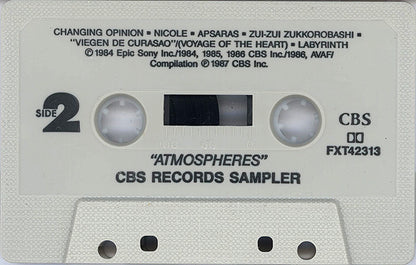 CHANGING OPINION ▪ NICOLE ▪ APSARAS ▪ ZUI-ZUI ZUKKOROBASHI ▪
"VIEGEN DE CURASAO"/(VOYAGE OF THE HEART) ▪ LABYRINTH
©1984 Epic Sony Inc./1984, 1985, 1986 CBS Inc./1986, AVAF/
Compilation ℗1987 CBS Inc.
SIDE 2
CBS
FXT42313
"ATMOSPHERES"
CBS RECORDS SAMPLER